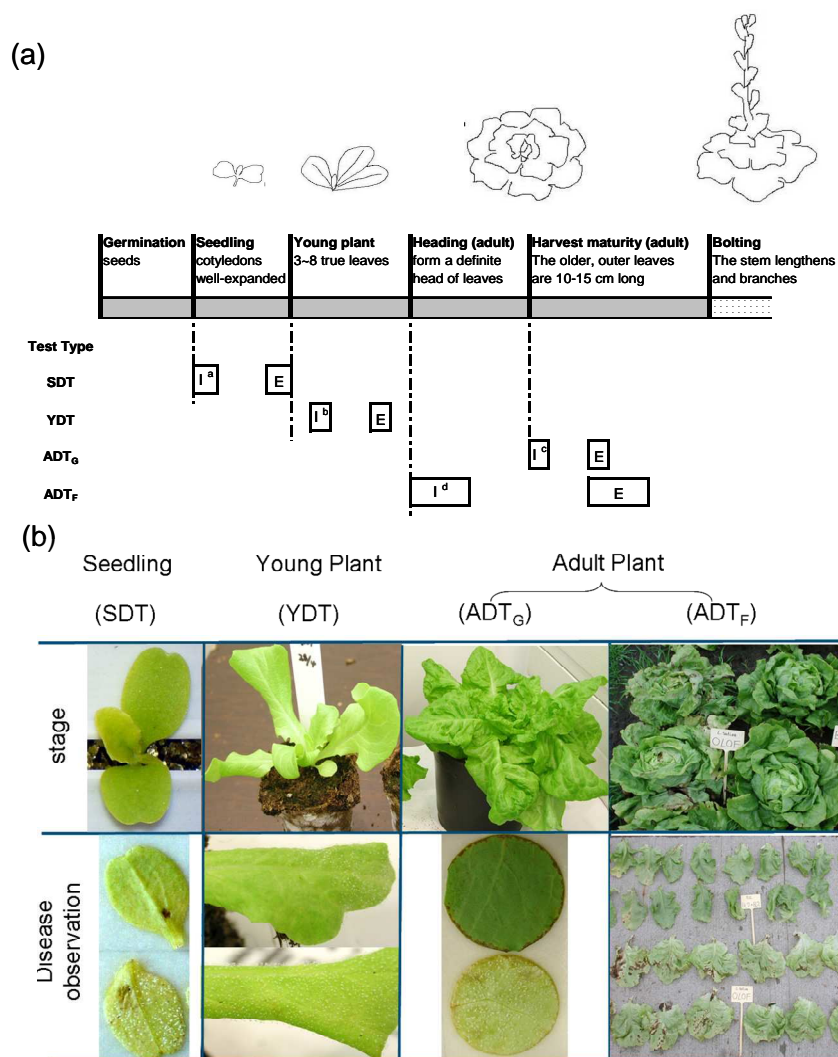 (a)
Germination
seeds
Seedling
cotyledons
well-expanded
Young plant
3~8 true leaves
Heading (adult)
form a definite
head of leaves
Harvest maturity (adult)
The older, outer leaves
are 10-15 cm long
Bolting
The stem lengthens
and branches
Test Type
SDT
I a
E
YDT
I b
E
ADTG
I c
E
ADTF
I d
E
(b)
Seedling
Young Plant
Adult Plant
(SDT)
(YDT)
(ADTG)
(ADTF)
stage
OLOF
Disease
observation
OLOF